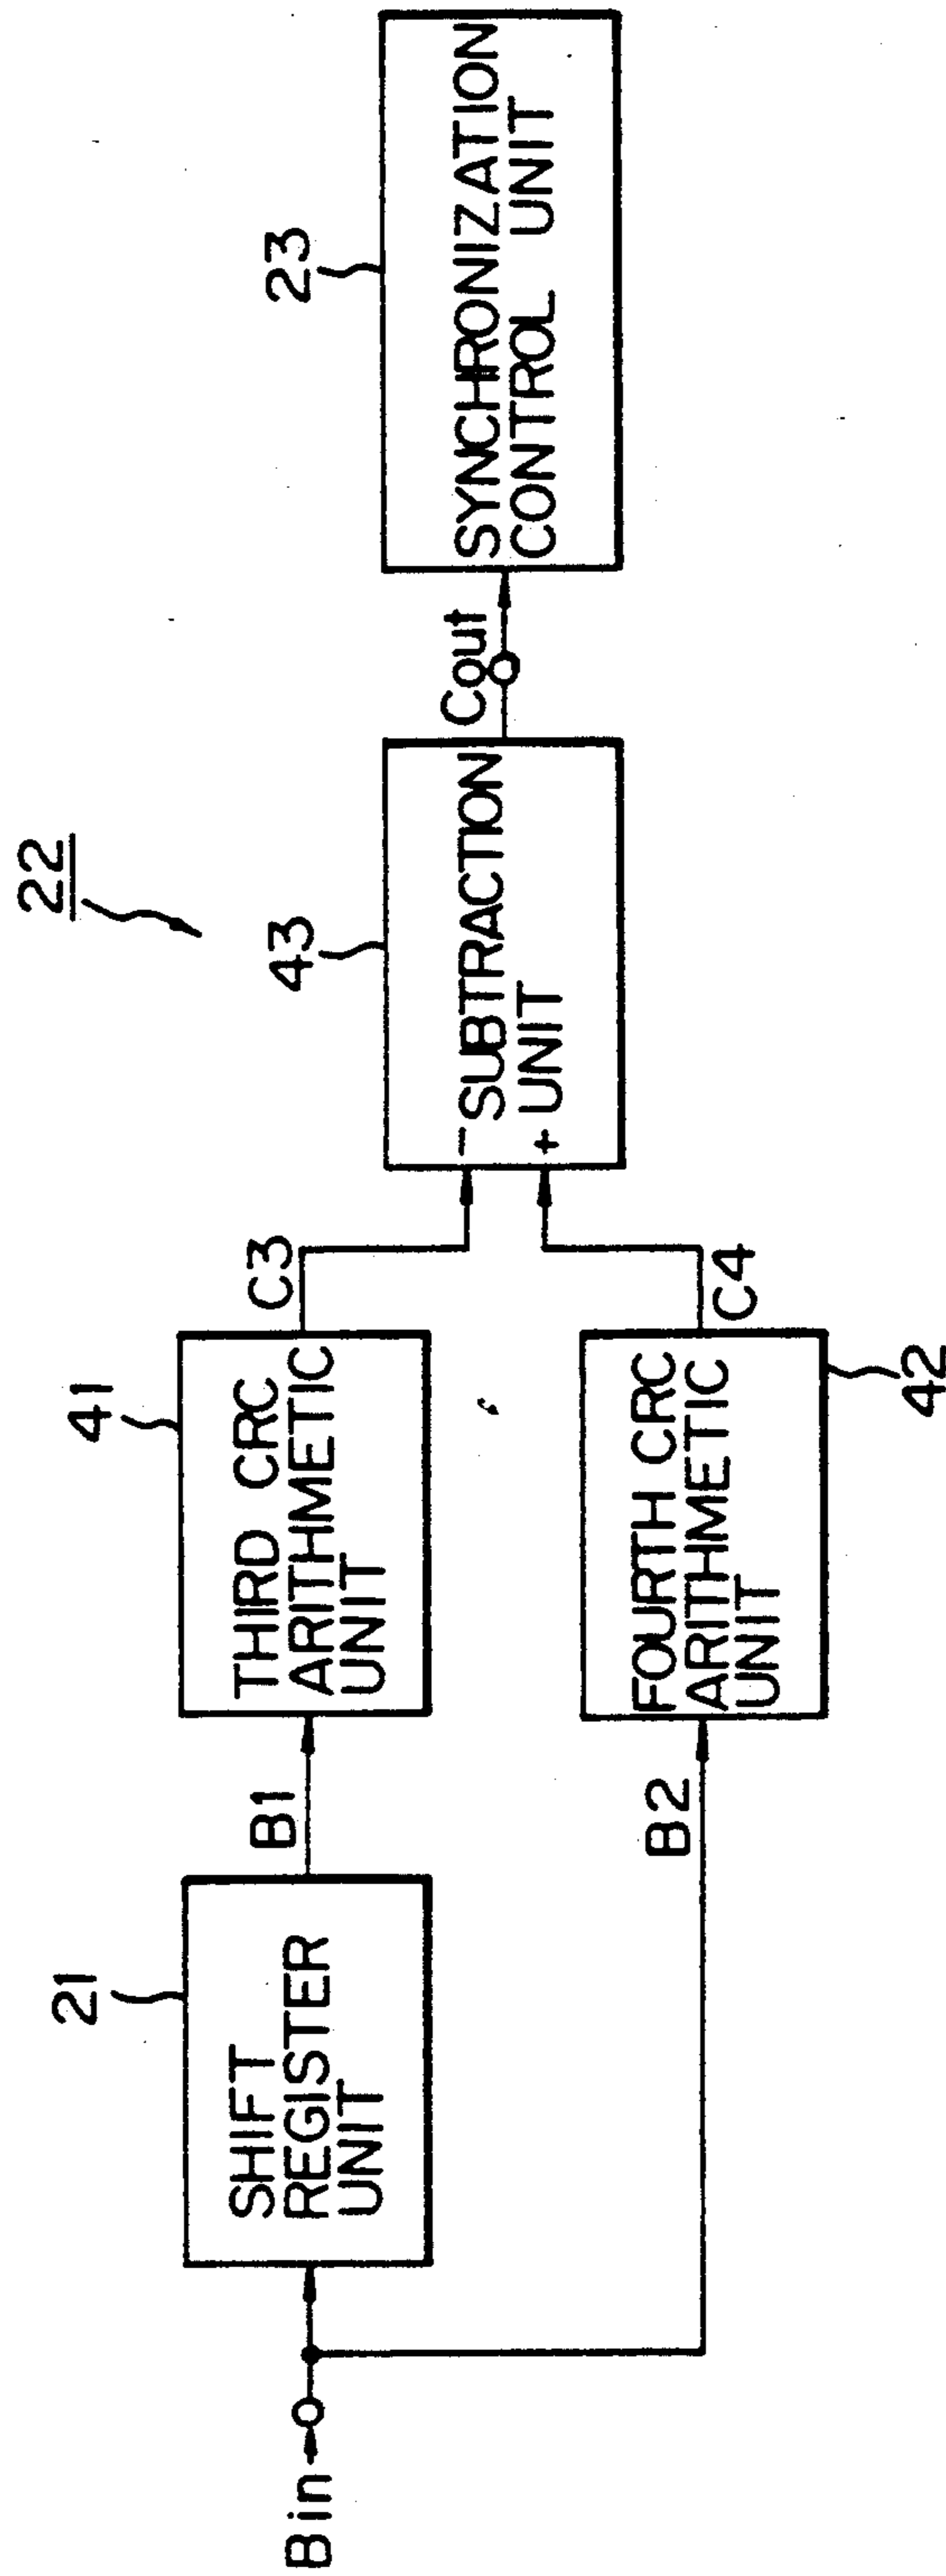 22
Bin
21
SHIFT
REGISTER
UNIT
B1
B2
41
THIRD CRC
ARITHMETIC
UNIT
C3
FOURTH CRC
ARITHMETIC
UNIT
42
C4
43
- SUBTRACTION
+ UNIT
Cout
23
SYNCHRONIZATION
CONTROL UNIT